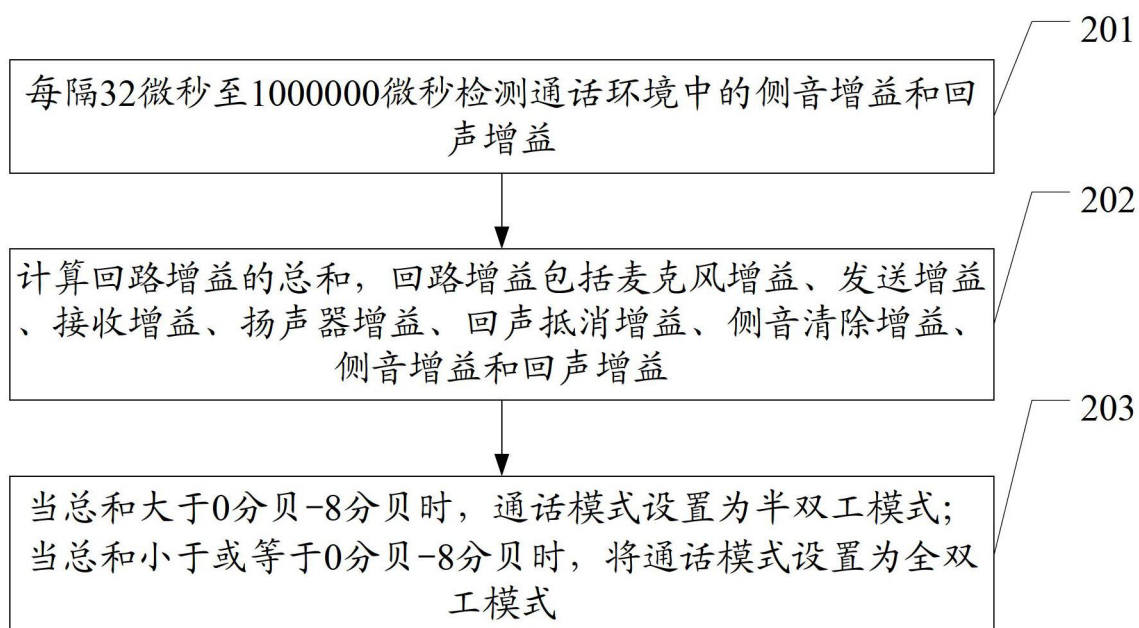 201
每隔32微秒至1000000微秒检测通话环境中的侧音增益和回
声增益
202
计算回路增益的总和，回路增益包括麦克风增益、发送增益
、接收增益、扬声器增益、回声抵消增益、侧音清除增益、
侧音增益和回声增益
203
当总和大于0分贝-8分贝时，通话模式设置为半双工模式；
当总和小于或等于0分贝-8分贝时，将通话模式设置为全双
工模式